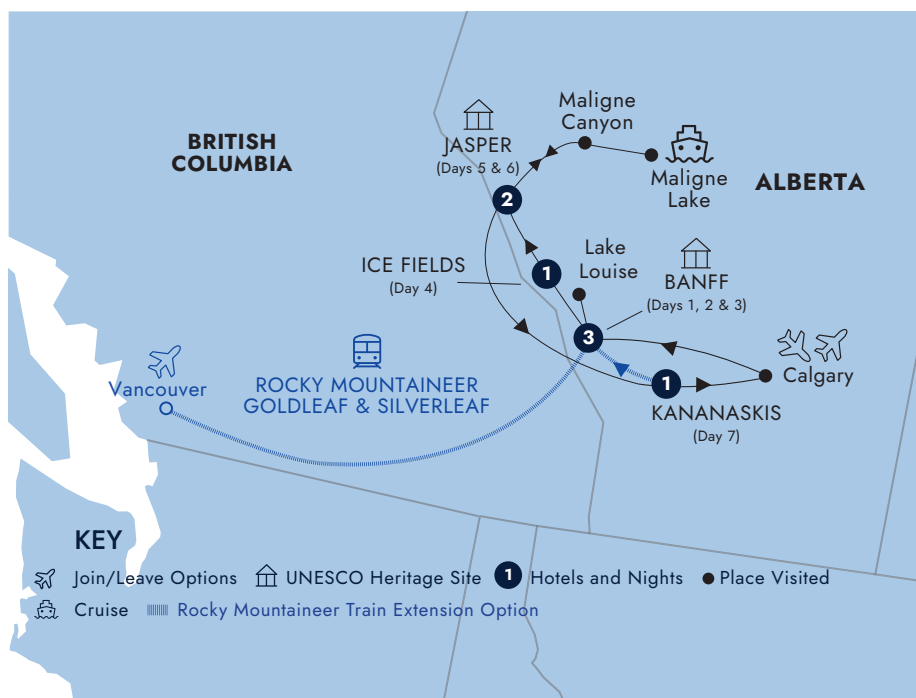 BRITISH
COLUMBIA
JASPER
(Days 5 & 6)
2
Maligne
Canyon
Maligne
Lake
ALBERTA
ICE FIELDS
(Day 4)
1
Lake
Louise
BANFF
(Days 1, 2 & 3)
3
Vancouver
ROCKY MOUNTAINEER
GOLDLEAF & SILVERLEAF
Calgary
1
KANANASKIS
(Day 7)
KEY
Join/Leave Options UNESCO Heritage Site 1 Hotels and Nights Place Visited
Cruise Rocky Mountaineer Train Extension Option